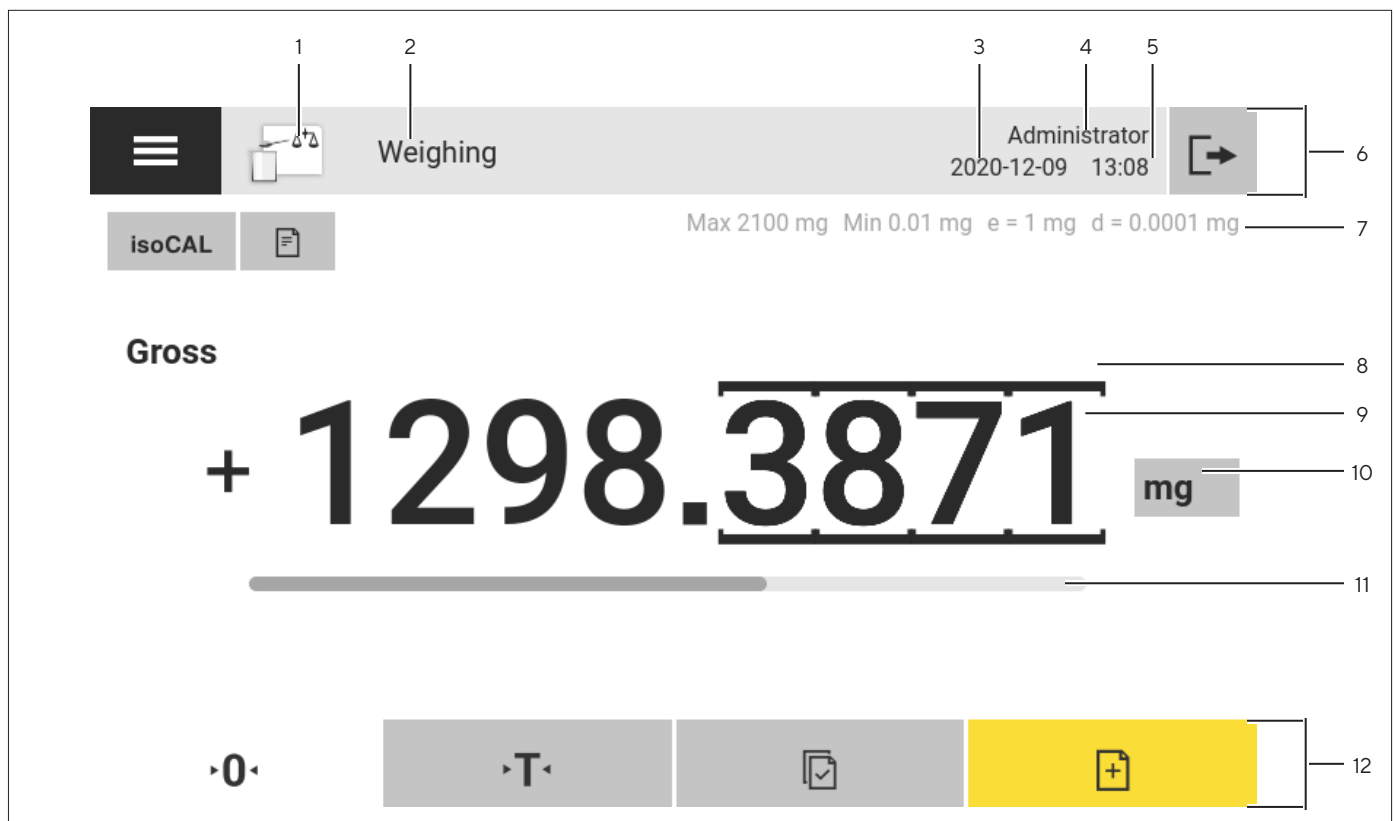 1 2 3 4 5
Administrator
Weighing
2020-12-09 13:08
6
Max 2100 mg Min 0.01 mg e = 1 mg d = 0.0001 mg
7
isoCAL
Gross
8
9
+ 1298.3871 mg
10
11
0 T
12